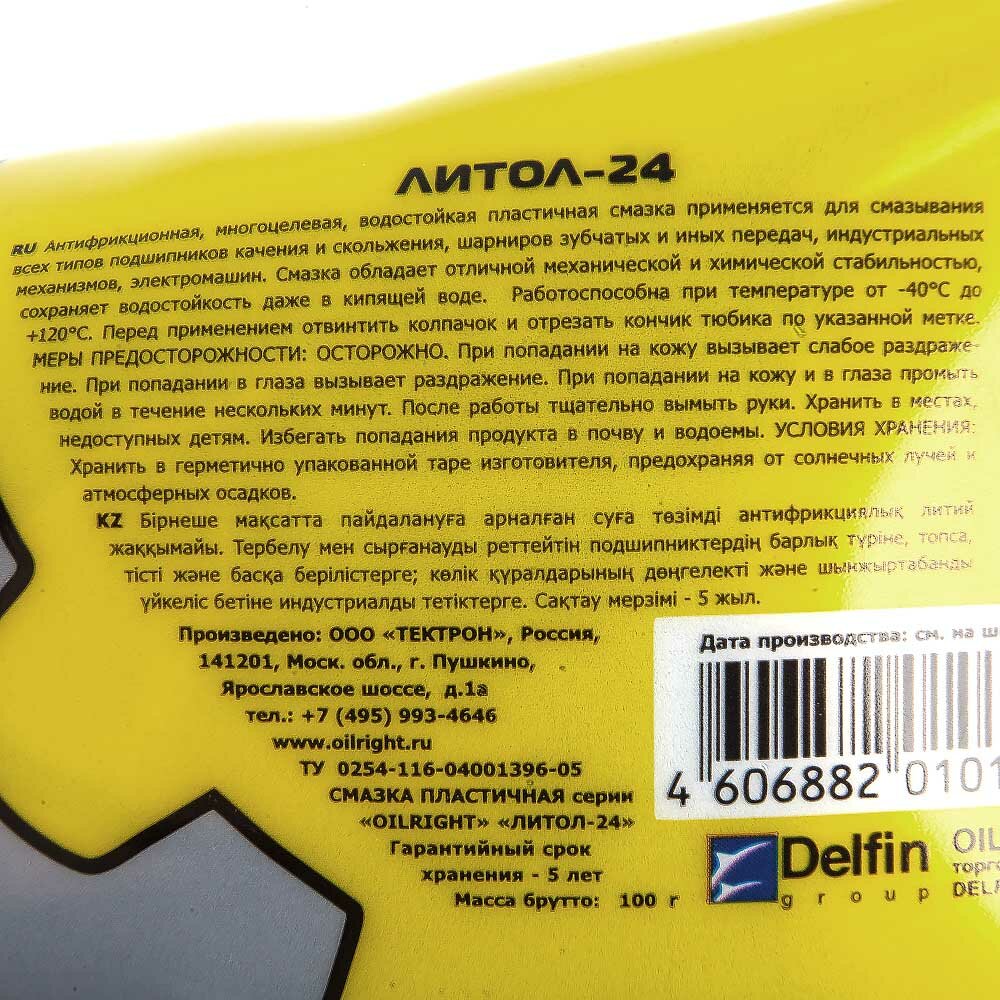 ЛИТОЛ-24
RU Антифрикционная, многоцелевая, водостойкая пластичная смазка применяется для смазывания
всех типов подшипников качения и скольжения, шарниров зубчатых и иных передач, индустриальных
механизмов, электромашин. Смазка обладает отличной механической и химической стабильностью,
сохраняет водостойкость даже в кипящей воде. Работоспособна при температуре от -40°С до
+120°С. Перед применением отвинтить колпачок и отрезать кончик тюбика по указанной метке.
МЕРЫ ПРЕДОСТОРОЖНОСТИ: ОСТОРОЖНО. При попадании на кожу вызывает слабое раздраже-
ние. При попадании в глаза вызывает раздражение. При попадании на кожу и в глаза промыть
водой в течение нескольких минут. После работы тщательно вымыть руки. Хранить в местах,
недоступных детям. Избегать попадания продукта в почву и водоемы. УСЛОВИЯ ХРАНЕНИЯ:
Хранить в герметично упакованной таре изготовителя, предохраняя от солнечных лучей и
атмосферных осадков.
KZ Бірнеше мақсатта пайдалануға арналған суға төзімді антифрикциялық литий
жаққымайы. Тербелу мен сырғанауды реттейтін подшипниктердің барлық түріне, топса,
тісті және басқа берілістерге; көлік құралдарының дөңгелекті және шынжыртабанды
үйкеліс бетіне индустриалды тетіктерге. Сақтау мерзімі - 5 жыл.
Произведено: ООО «ТЕКТРОН», Россия,
141201, Моск. обл., г. Пушкино,
Ярославское шоссе, д.1а
тел.: +7 (495) 993-4646
www.oilright.ru
ТУ 0254-116-04001396-05
СМАЗКА ПЛАСТИЧНАЯ серии
«OILRIGHT» «ЛИТОЛ-24»
Гарантийный срок
хранения - 5 лет
Масса брутто: 100 г
Дата производства: см. на ш
4 606882 0101
Delfin
group
OIL
торго
DELF